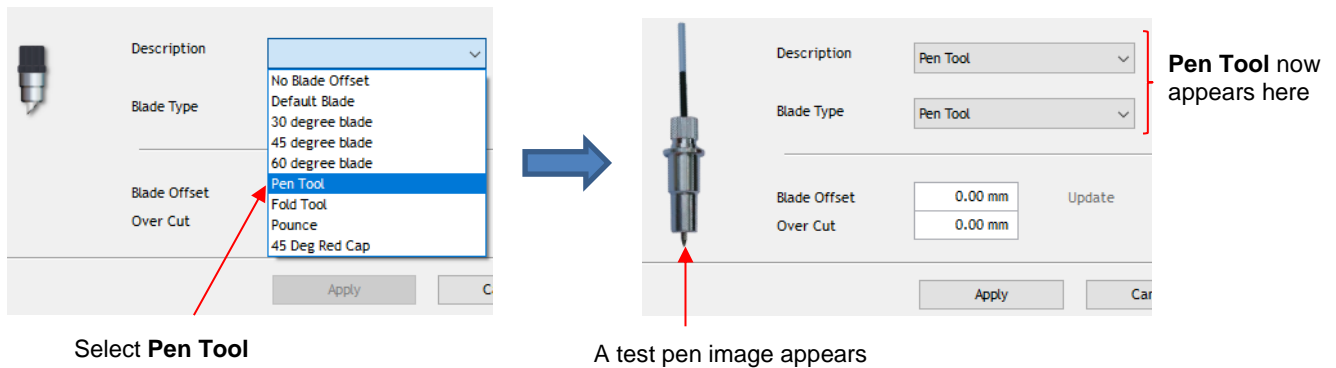 Description
No Blade Offset
Default Blade
Blade Type
30 degree blade
45 degree blade
60 degree blade
Pen Tool
Blade Offset
Fold Tool
Over Cut
Pounce
45 Deg Red Cap
Apply
C
Select Pen Tool
Description Pen Tool
Blade Type Pen Tool
Pen Tool now
appears here
Blade Offset 0.00 mm Update
Over Cut 0.00 mm
Apply Car
A test pen image appears